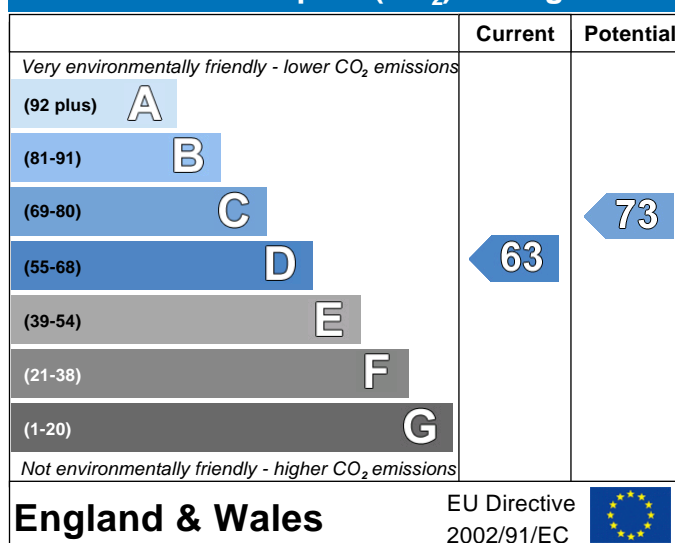 Current Potential
Very environmentally friendly - lower CO₂ emissions
(92 plus) A
(81-91) B
(69-80) C
73
(55-68) D
63
(39-54) E
(21-38) F
(1-20) G
Not environmentally friendly - higher CO₂ emissions
England & Wales
EU Directive
2002/91/EC